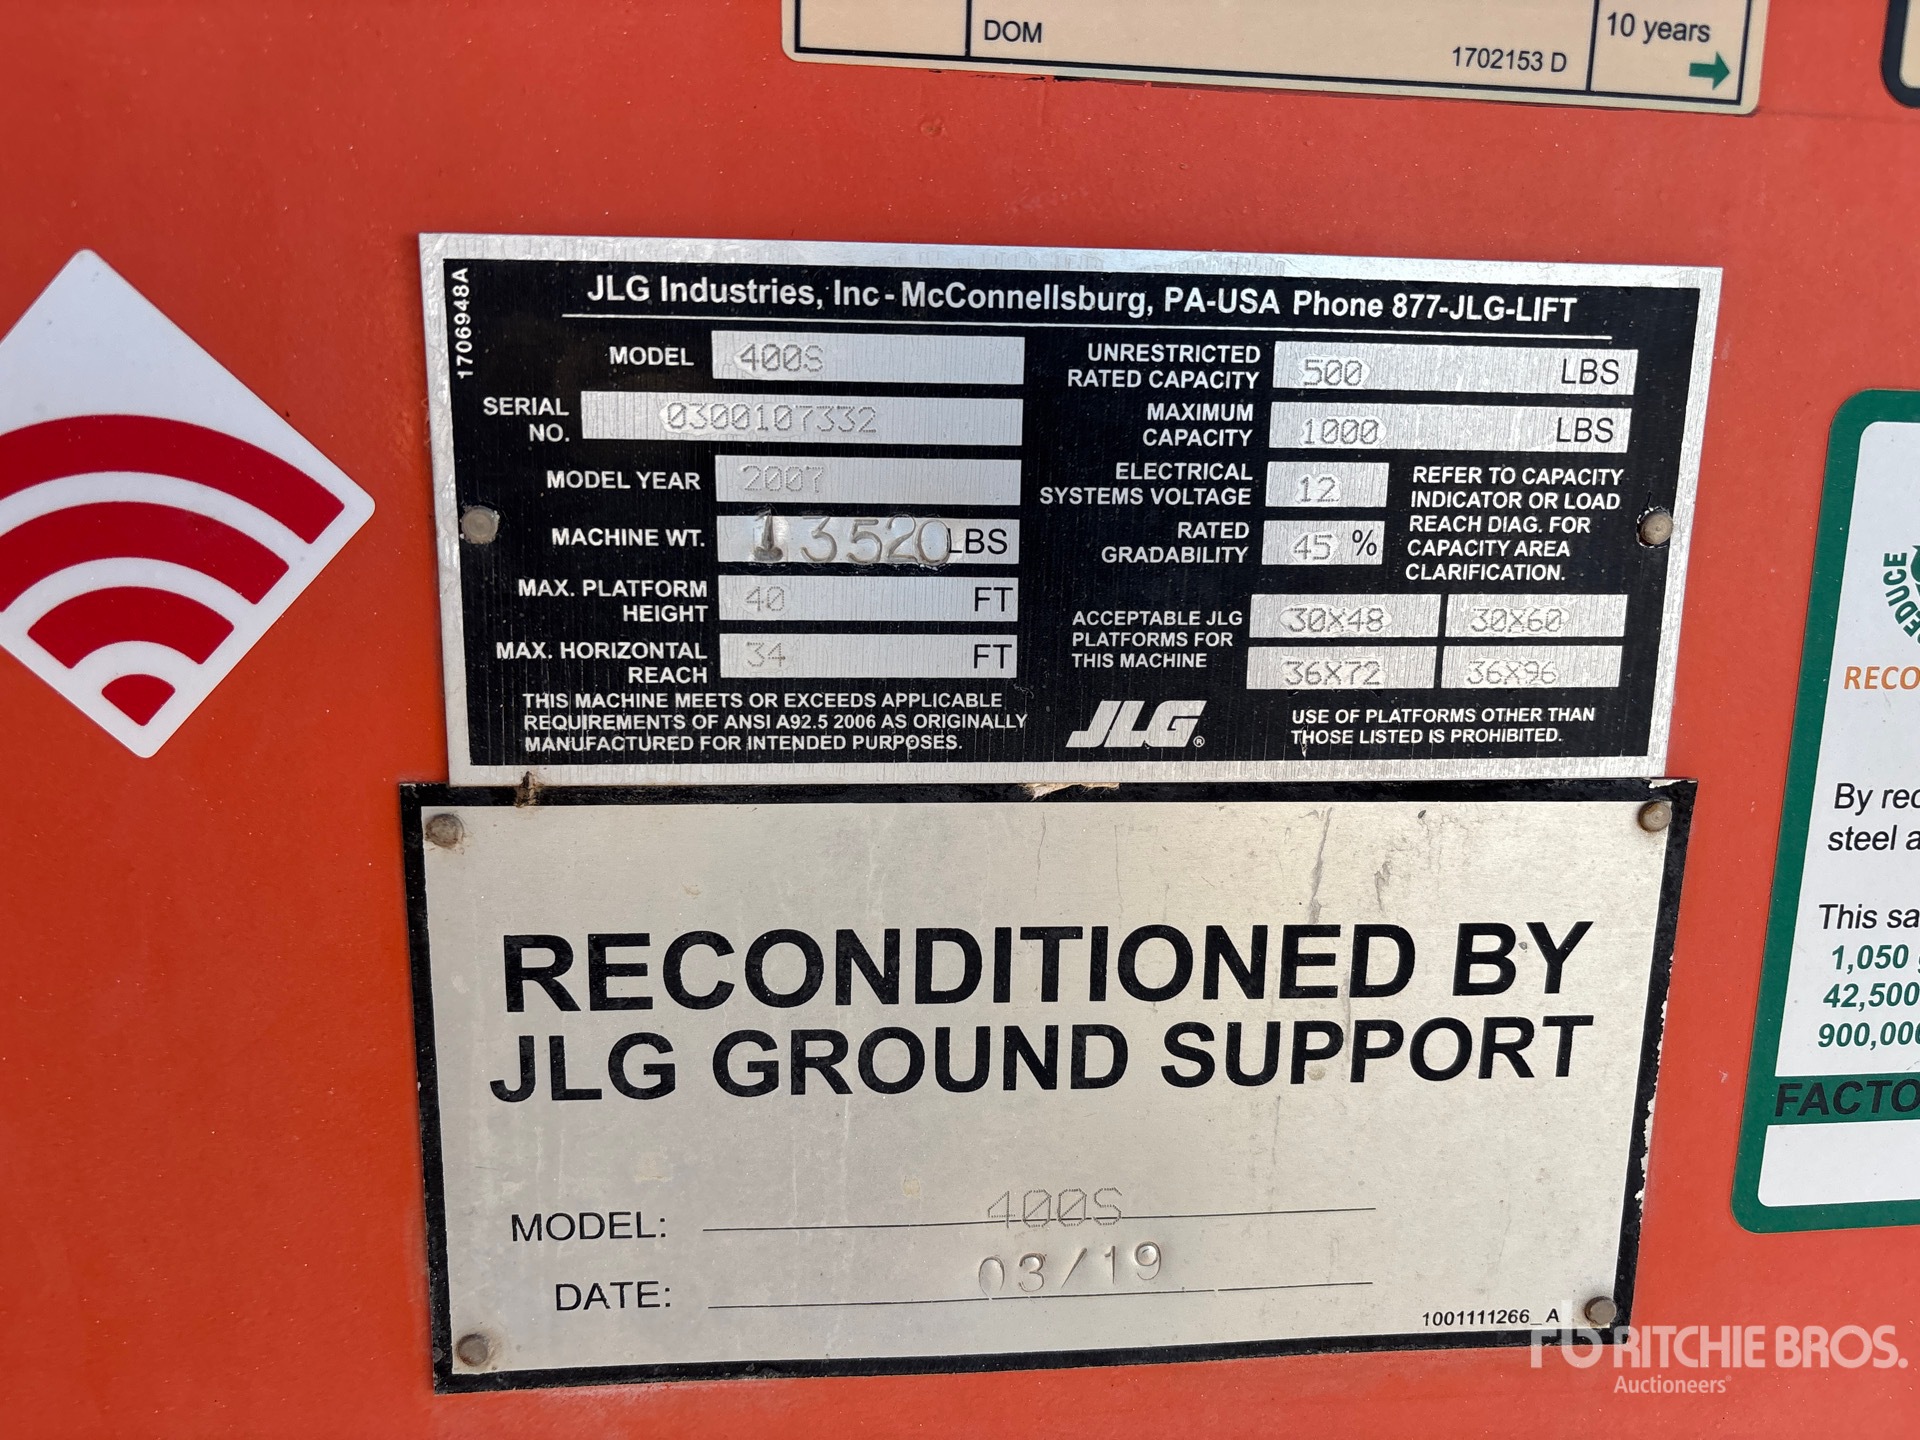 DOM
1702153 D
10 years
1706948A
JLG Industries, Inc - McConnellsburg, PA-USA Phone 877-JLG-LIFT
MODEL 400S
SERIAL NO. 0300107332
MODEL YEAR 2007
MACHINE WT. 13520 LBS
MAX. PLATFORM HEIGHT 40 FT
MAX. HORIZONTAL REACH 34 FT
THIS MACHINE MEETS OR EXCEEDS APPLICABLE
REQUIREMENTS OF ANSI A92.5 2006 AS ORIGINALLY
MANUFACTURED FOR INTENDED PURPOSES.
UNRESTRICTED RATED CAPACITY 500 LBS
MAXIMUM CAPACITY 1000 LBS
ELECTRICAL SYSTEMS VOLTAGE 12
RATED GRADABILITY 45 %
REFER TO CAPACITY
INDICATOR OR LOAD
REACH DIAG. FOR
CAPACITY AREA
CLARIFICATION.
ACCEPTABLE JLG
PLATFORMS FOR
THIS MACHINE
30X48 30X60
36X72 36X96
JLG®
USE OF PLATFORMS OTHER THAN
THOSE LISTED IS PROHIBITED.
RECONDITIONED BY
JLG GROUND SUPPORT
MODEL: 400S
DATE: 03/19
1001111266_A
EDUCE
RECO
By rec
steel a
This sa
1,050
42,500
900,000
FACTO
RITCHIE BROS.
Auctioneers